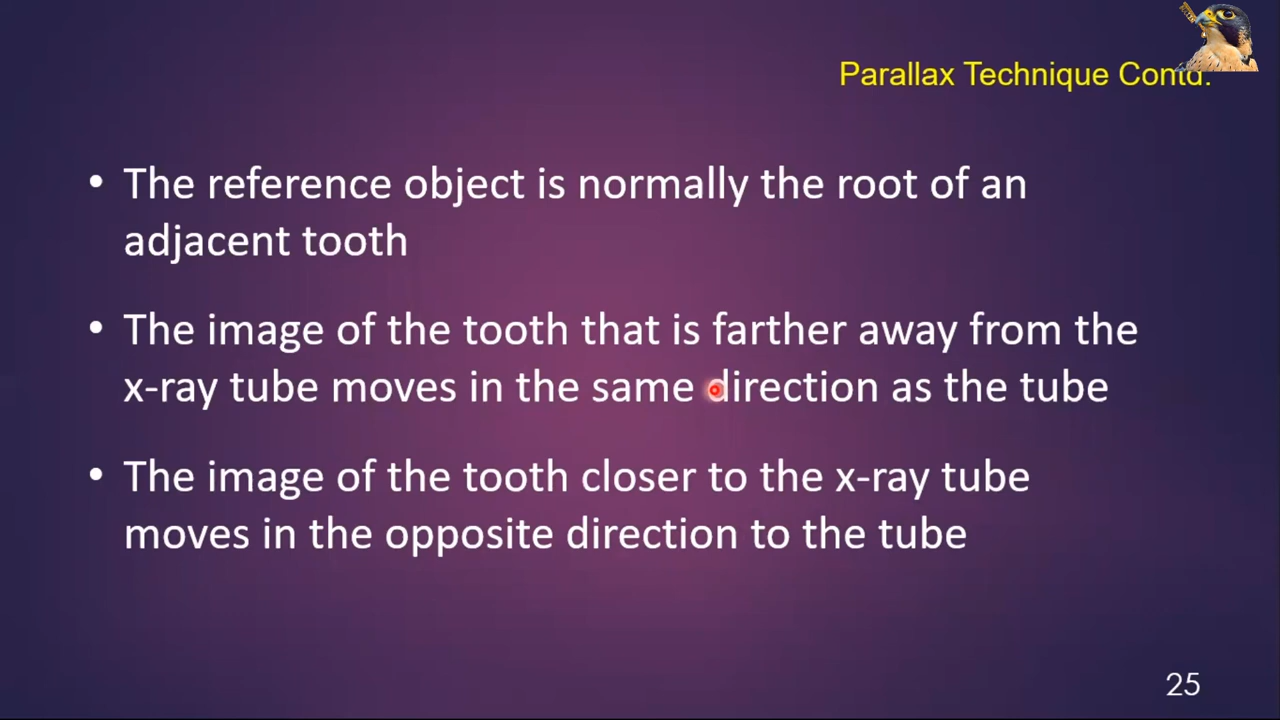 Parallax Technique Contd.
• The reference object is normally the root of an
adjacent tooth
• The image of the tooth that is farther away from the
x-ray tube moves in the same direction as the tube
• The image of the tooth closer to the x-ray tube
moves in the opposite direction to the tube
25